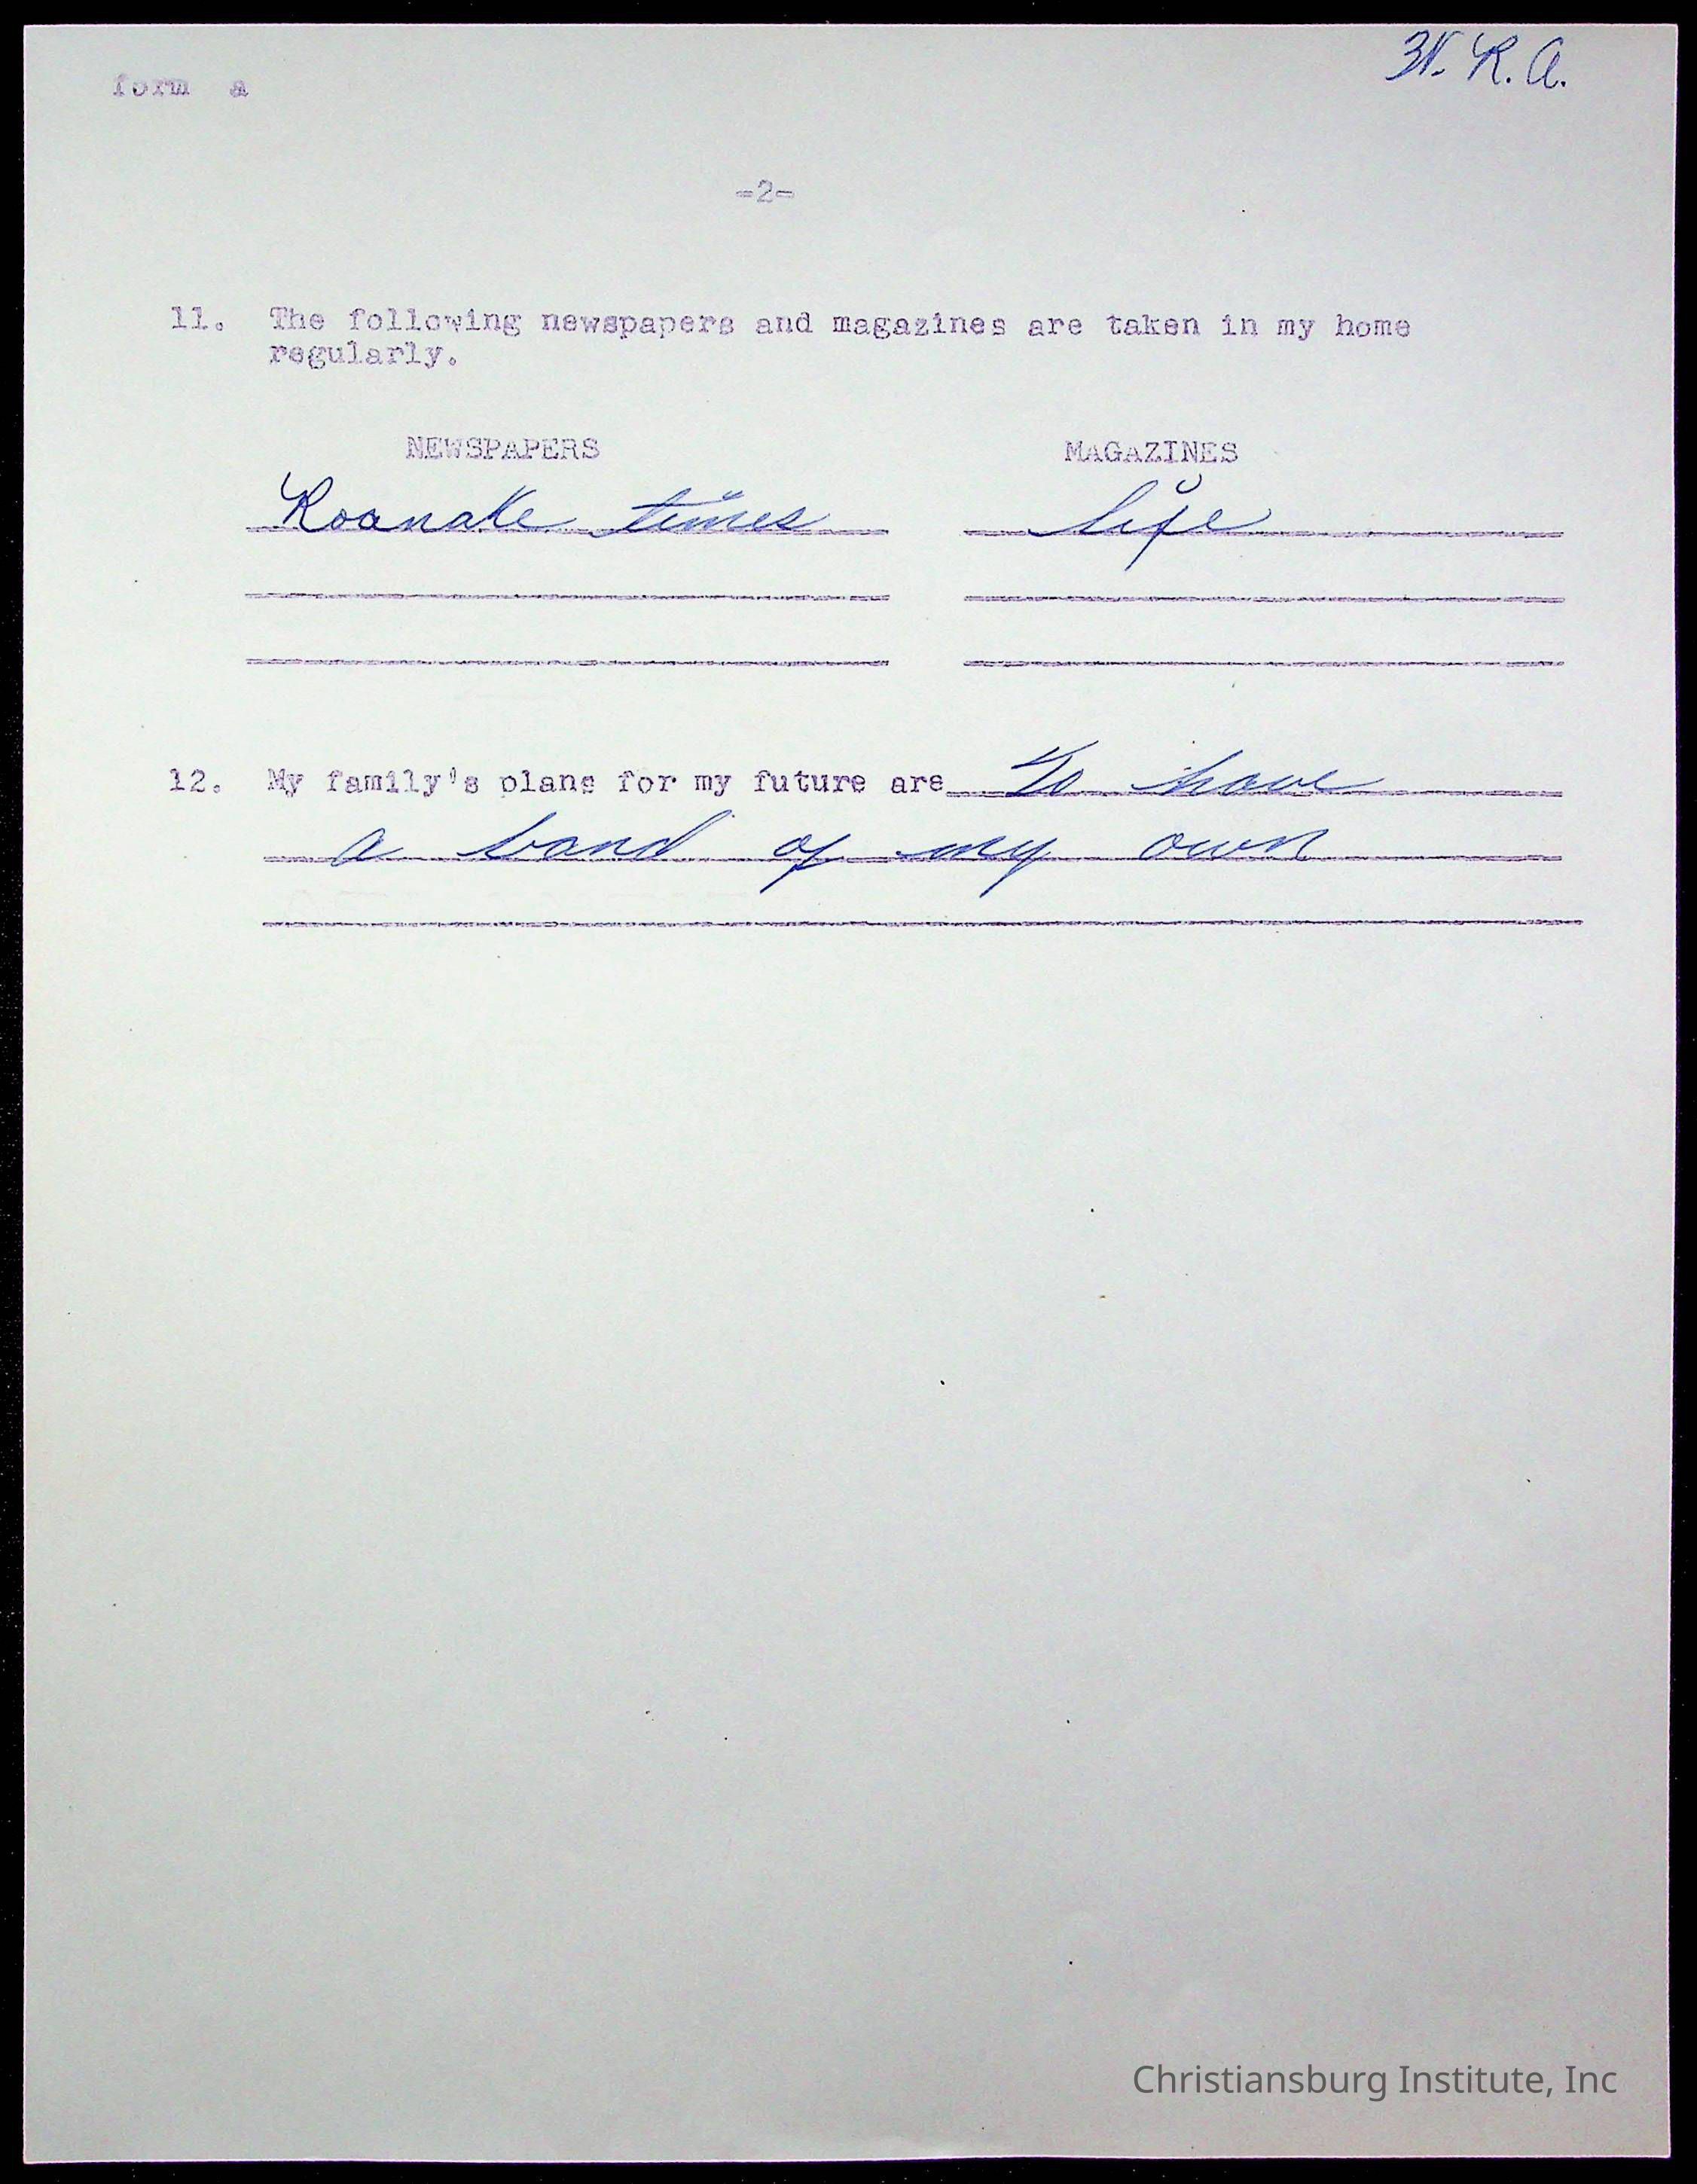 form a
N. R. A.
-2-
11. The following newspapers and magazines are taken in my home
regularly.
NEWSPAPERS MAGAZINES
Roanake times Life
12. My family's plans for my future are To have
a band of my own
Christiansburg Institute, Inc